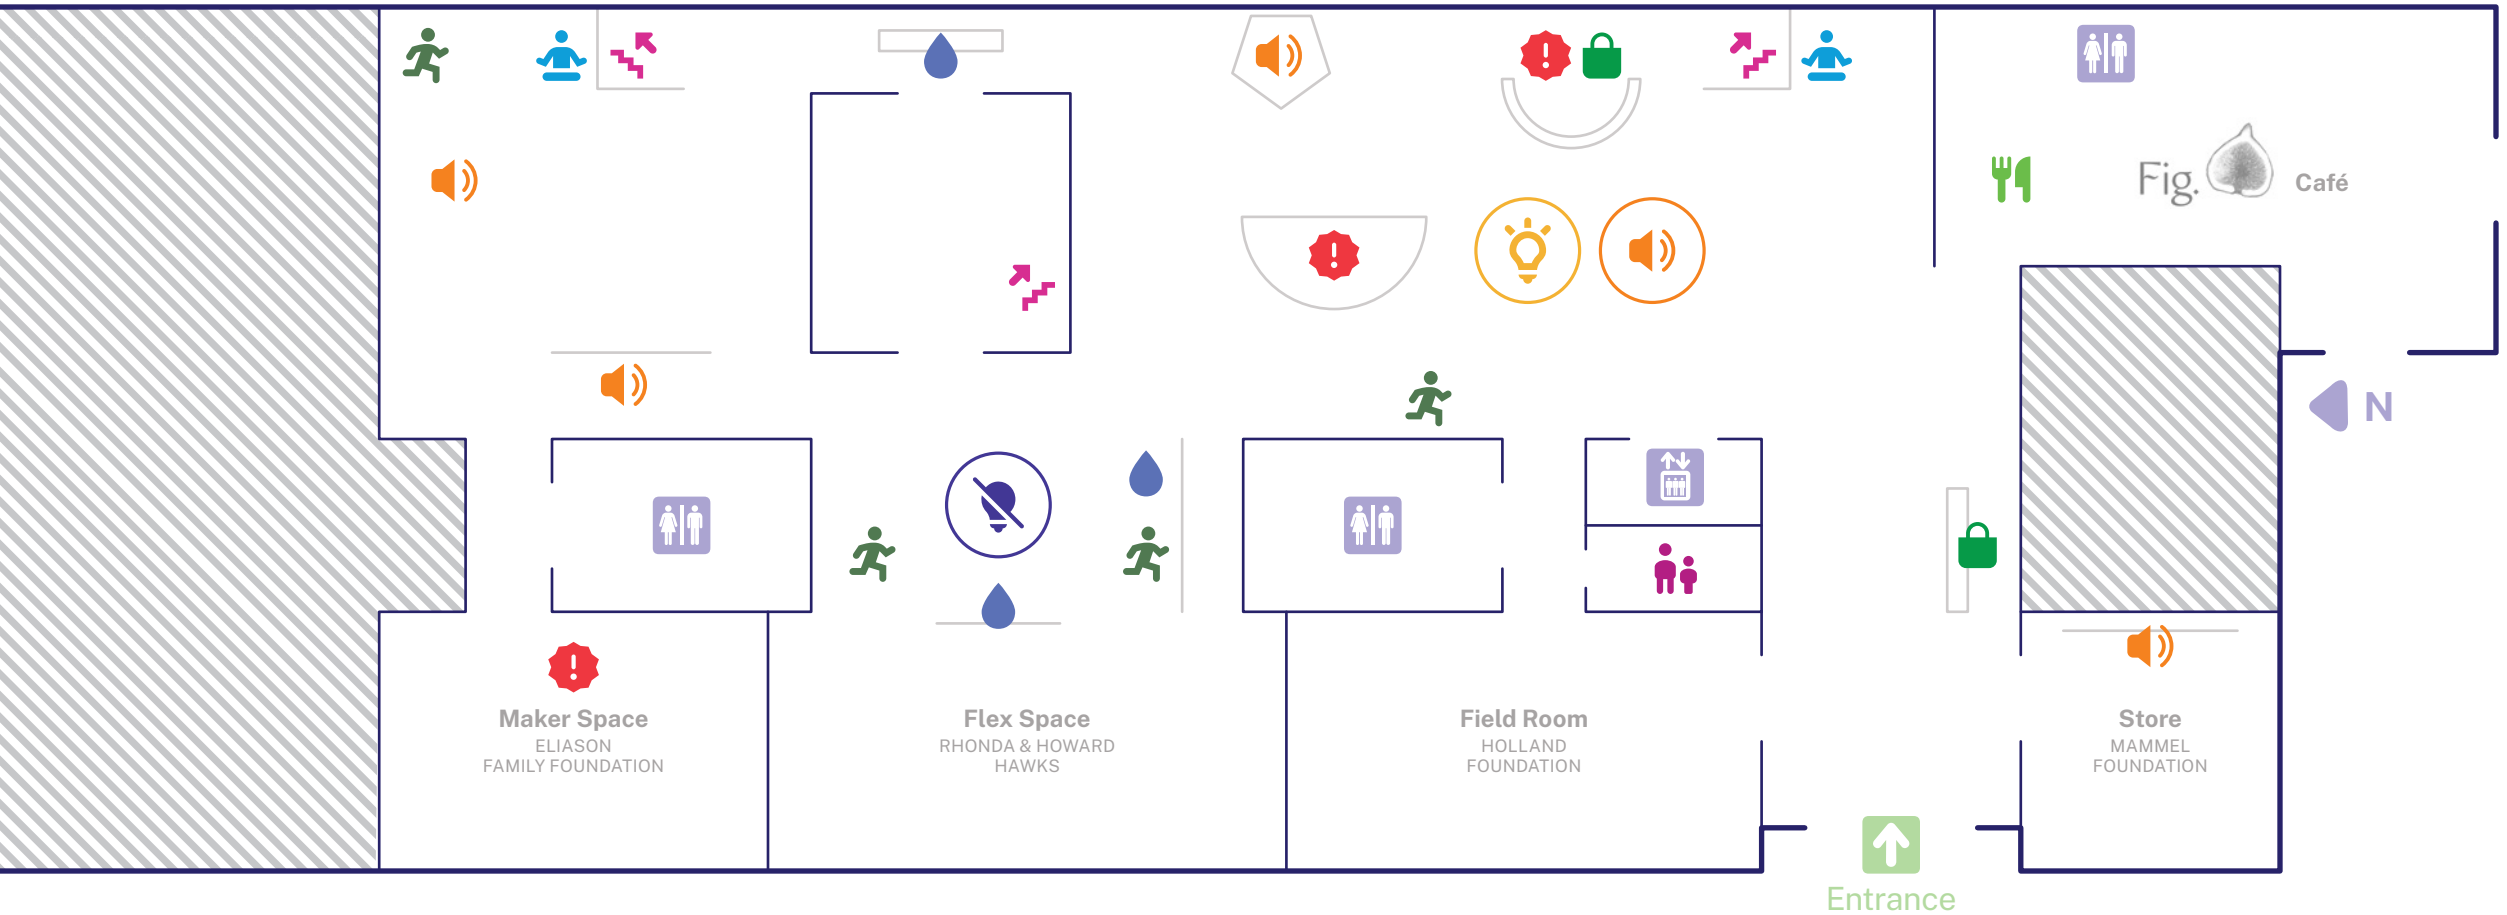 Fig.
Café
N
Maker Space
ELIASON
FAMILY FOUNDATION
Flex Space
RHONDA & HOWARD
HAWKS
Field Room
HOLLAND
FOUNDATION
Store
MAMMEL
FOUNDATION
Entrance